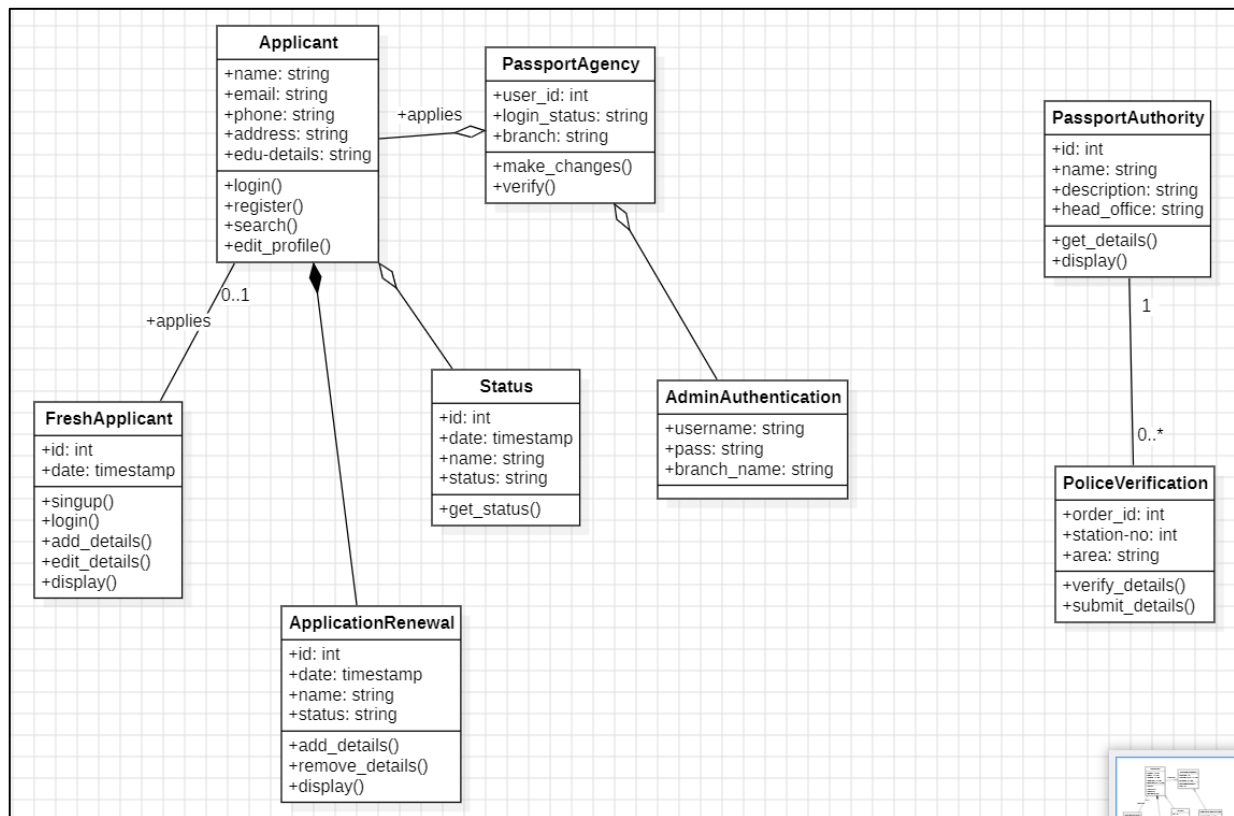 Applicant
+name: string
+email: string
+phone: string
+address: string
+edu-details: string
+login()
+register()
+search()
+edit_profile()
+applies
PassportAgency
+user_id: int
+login_status: string
+branch: string
+make_changes()
+verify()
PassportAuthority
+id: int
+name: string
+description: string
+head_office: string
+get_details()
+display()
0..1
+applies
1
0..*
FreshApplicant
+id: int
+date: timestamp
+singup()
+login()
+add_details()
+edit_details()
+display()
Status
+id: int
+date: timestamp
+name: string
+status: string
+get_status()
AdminAuthentication
+username: string
+pass: string
+branch_name: string
PoliceVerification
+order_id: int
+station-no: int
+area: string
+verify_details()
+submit_details()
ApplicationRenewal
+id: int
+date: timestamp
+name: string
+status: string
+add_details()
+remove_details()
+display()